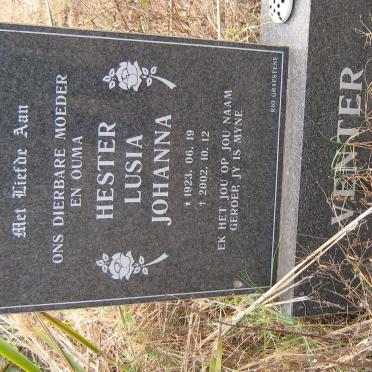 Met Liefde Aan
ONS DIERBARE MOEDER
EN OUMA
HESTER
LUSIA
JOHANNA
* 1923. 06. 19
† 2002. 10. 12
EK HET JOU OP JOU NAAM
GEROEP, JY IS MYNE
RIO GRAFSTENE
VENTER